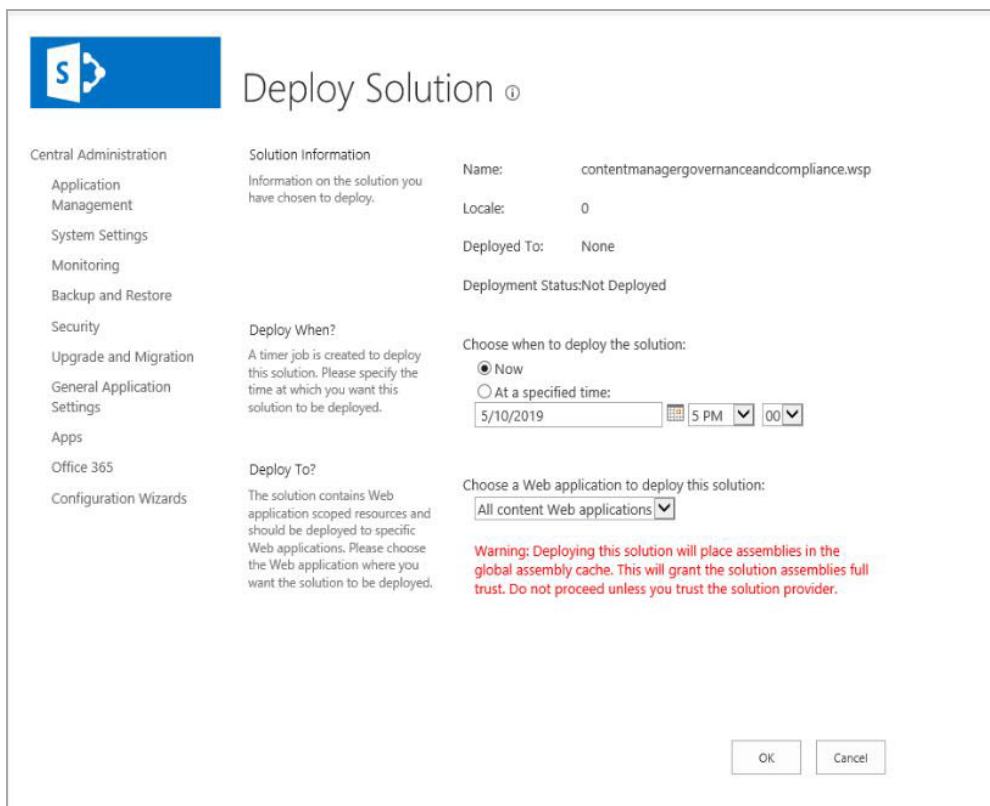 S
Deploy Solution
Central Administration
Application
Management
System Settings
Monitoring
Backup and Restore
Security
Upgrade and Migration
General Application
Settings
Apps
Office 365
Configuration Wizards
Solution Information
Information on the solution you
have chosen to deploy.
Name: contentmanagergovernanceandcompliance.wsp
Locale: 0
Deployed To: None
Deployment Status:Not Deployed
Deploy When?
A timer job is created to deploy
this solution. Please specify the
time at which you want this
solution to be deployed.
Choose when to deploy the solution:
Now
At a specified time:
5/10/2019 5 PM 00
Deploy To?
The solution contains Web
application scoped resources and
should be deployed to specific
Web applications. Please choose
the Web application where you
want the solution to be deployed.
Choose a Web application to deploy this solution:
All content Web applications
Warning: Deploying this solution will place assemblies in the
global assembly cache. This will grant the solution assemblies full
trust. Do not proceed unless you trust the solution provider.
OK Cancel